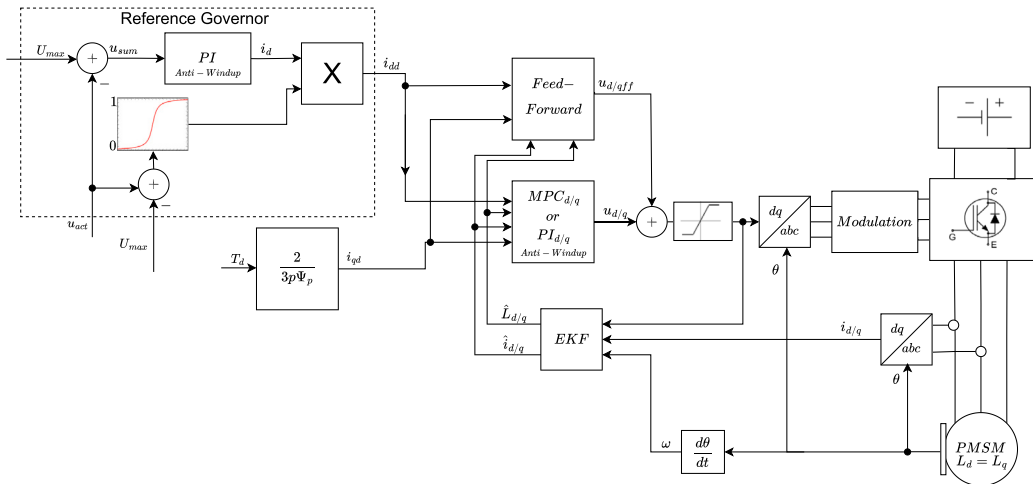 Reference Governor
U_max
+
u_sum
PI
Anti−Windup
i_d
X
i_dd
−
1
0
+
−
u_act
U_max
T_d
2
3pΨ_p
i_qd
Feed−
Forward
u_d/qff
MPC_d/q
or
PI_d/q
Anti−Windup
u_d/q
+
dq
abc
θ
Modulation
− +
C
G
E
L̂_d/q
î_d/q
EKF
i_d/q
dq
abc
θ
ω
dθ
dt
PMSM
L_d = L_q